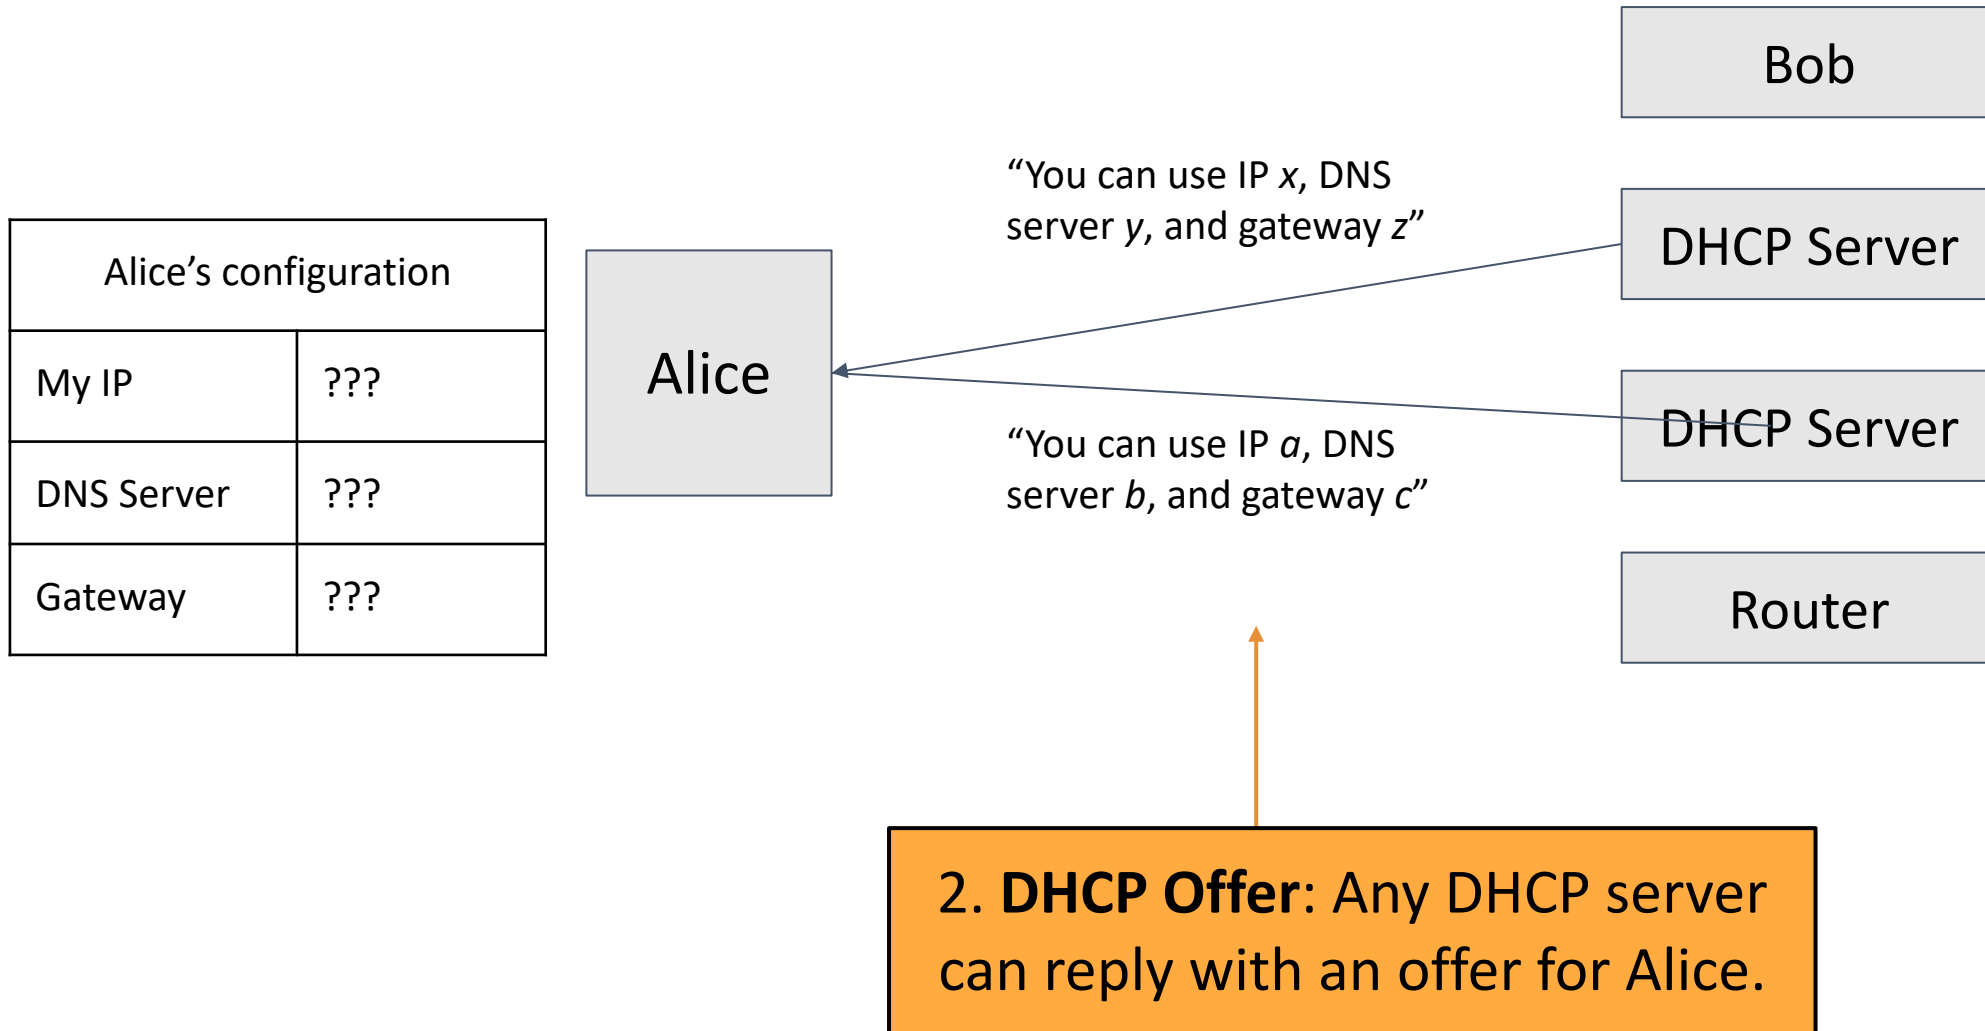 Bob
“You can use IP x, DNS
server y, and gateway z”
DHCP Server
Alice’s configuration
My IP ???
DNS Server ???
Gateway ???
Alice
DHCP Server
“You can use IP a, DNS
server b, and gateway c”
Router
2. DHCP Offer: Any DHCP server
can reply with an offer for Alice.